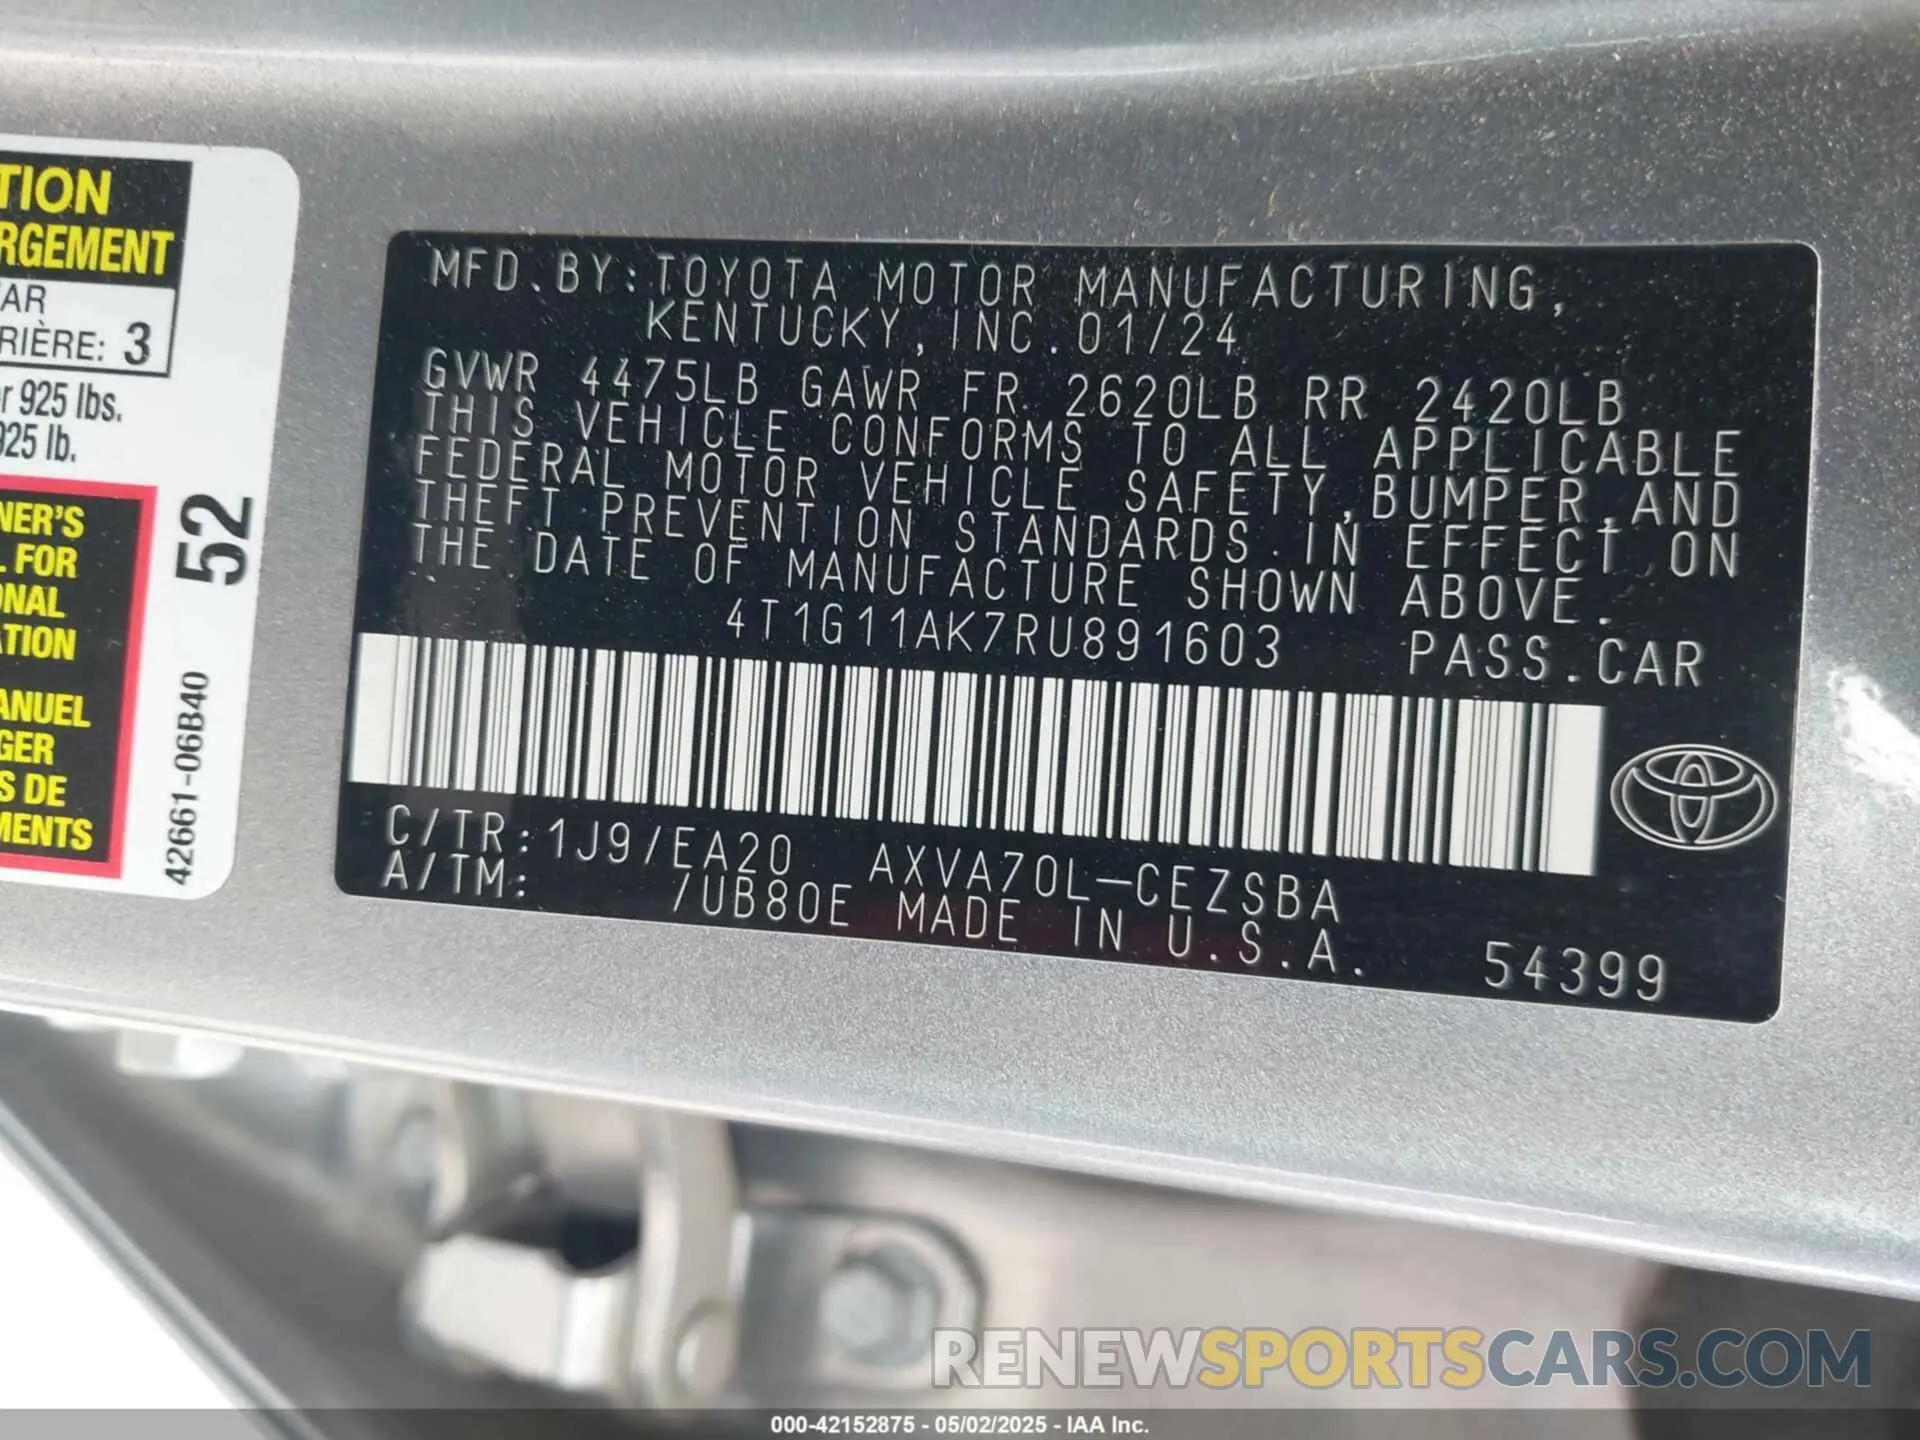 TION
RGEMENT
AR
RIÈRE: 3
r 925 lbs.
925 lb.
NER'S
L FOR
ONAL
ATION
ANUEL
GER
S DE
MENTS
52
42661-06B40
MFD.BY:TOYOTA MOTOR MANUFACTURING,
KENTUCKY,INC.01/24
GVWR 4475LB GAWR FR 2620LB RR 2420LB
THIS VEHICLE CONFORMS TO ALL APPLICABLE
FEDERAL MOTOR VEHICLE SAFETY,BUMPER,AND
THEFT PREVENTION STANDARDS IN EFFECT ON
THE DATE OF MANUFACTURE SHOWN ABOVE.
4T1G11AK7RU891603 PASS.CAR
C/TR:1J9/EA20 AXVA70L-CEZSBA
A/TM: /UB80E MADE IN U.S.A. 54399
RENEWSPORTSCARS.COM
000-42152875 - 05/02/2025 - IAA Inc.